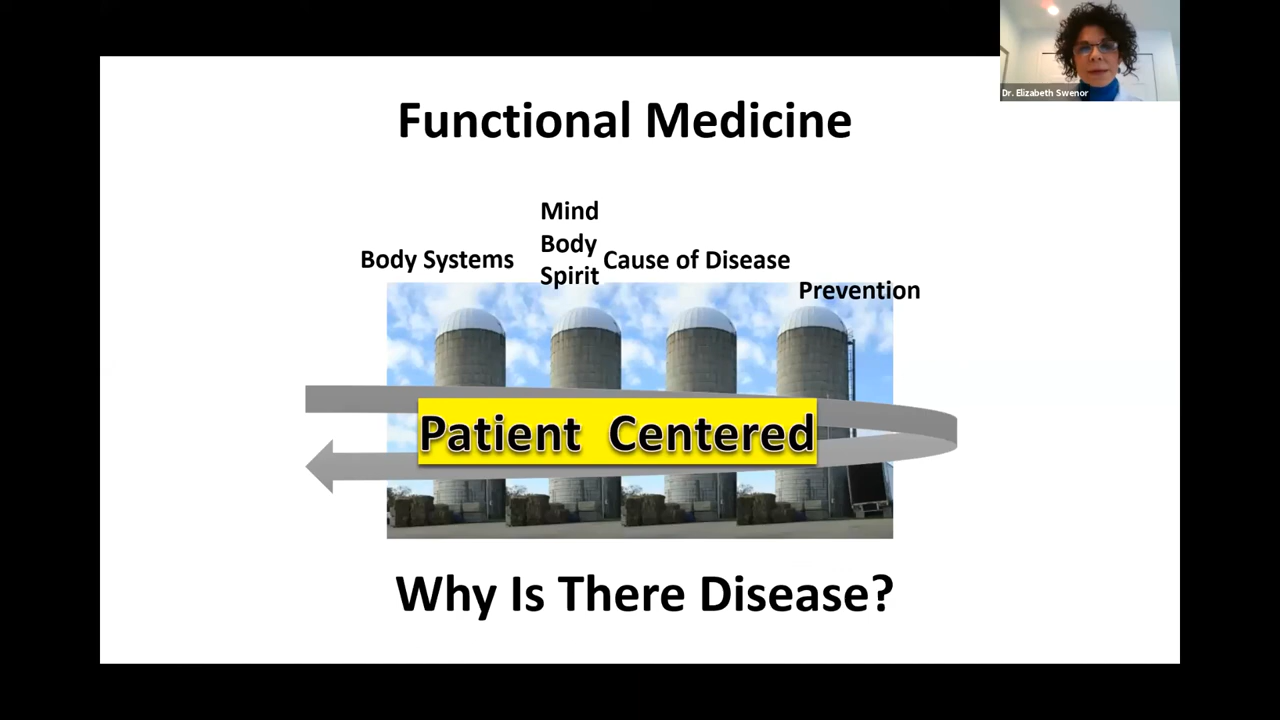 Dr. Elizabeth Swenor
Functional Medicine
Mind
Body
Spirit
Body Systems
Cause of Disease
Prevention
Patient Centered
Why Is There Disease?